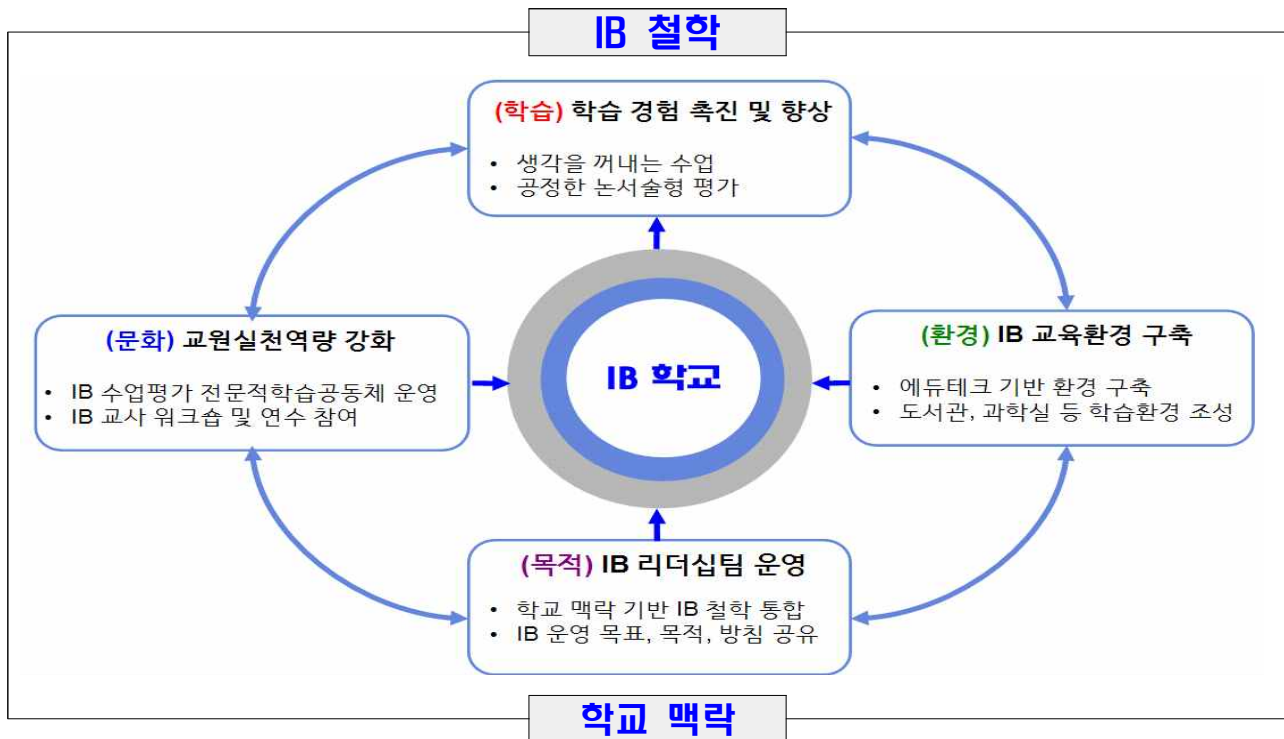 IB 철학
(학습) 학습 경험 촉진 및 향상
• 생각을 꺼내는 수업
• 공정한 논서술형 평가
(문화) 교원실천역량 강화
• IB 수업평가 전문적학습공동체 운영
• IB 교사 워크숍 및 연수 참여
IB 학교
(환경) IB 교육환경 구축
• 에듀테크 기반 환경 구축
• 도서관, 과학실 등 학습환경 조성
(목적) IB 리더십팀 운영
• 학교 맥락 기반 IB 철학 통합
• IB 운영 목표, 목적, 방침 공유
학교 맥락